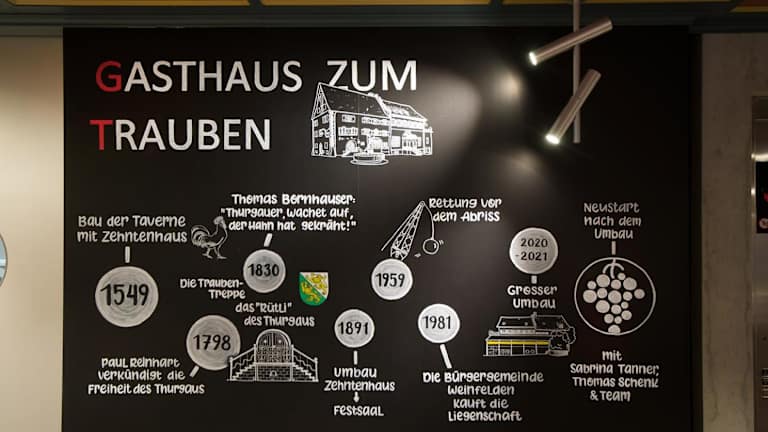 GASTHAUS ZUM
TRAUBEN
Bau der Taverne
mit Zehntenhaus
1549
1798
Paul Reinhart
verkündigt die
Freiheit des Thurgaus
Thomas Bornhauser:
"Thurgauer, wachet auf,
der Hahn hat gekräht!"
1830
Die Trauben-
Treppe
das "Rütli"
des Thurgaus
1891
Umbau
Zehntenhaus
Festsaal
Rettung vor
dem Abriss
1959
1981
Die Bürgergemeinde
Weinfelden
kauft die
Liegenschaft
2020
-2021
Grosser
Umbau
Neustart
nach dem
Umbau
mit
Sabrina Tanner,
Thomas Schenk
& Team